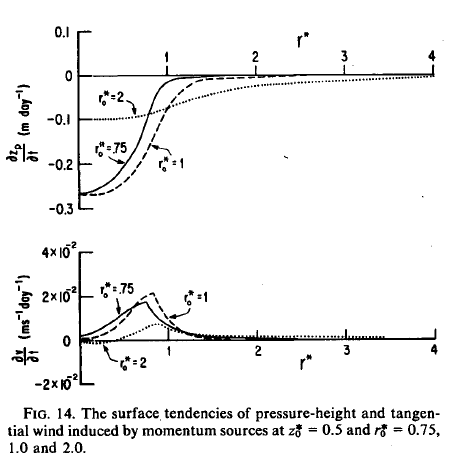 0.1
r*
1 2 3 4
0
r₀*=2
-0.1
∂z_p/∂t (m day⁻¹)
r₀*=.75
r₀*=1
-0.2
-0.3
4×10⁻²
r₀*=.75
r₀*=1
2×10⁻²
∂v/∂t (ms⁻¹day⁻¹)
0
1 2 r* 3 4
r₀*=2
-2×10⁻²
FIG. 14. The surface tendencies of pressure-height and tangen-
tial wind induced by momentum sources at z₀* = 0.5 and r₀* = 0.75,
1.0 and 2.0.